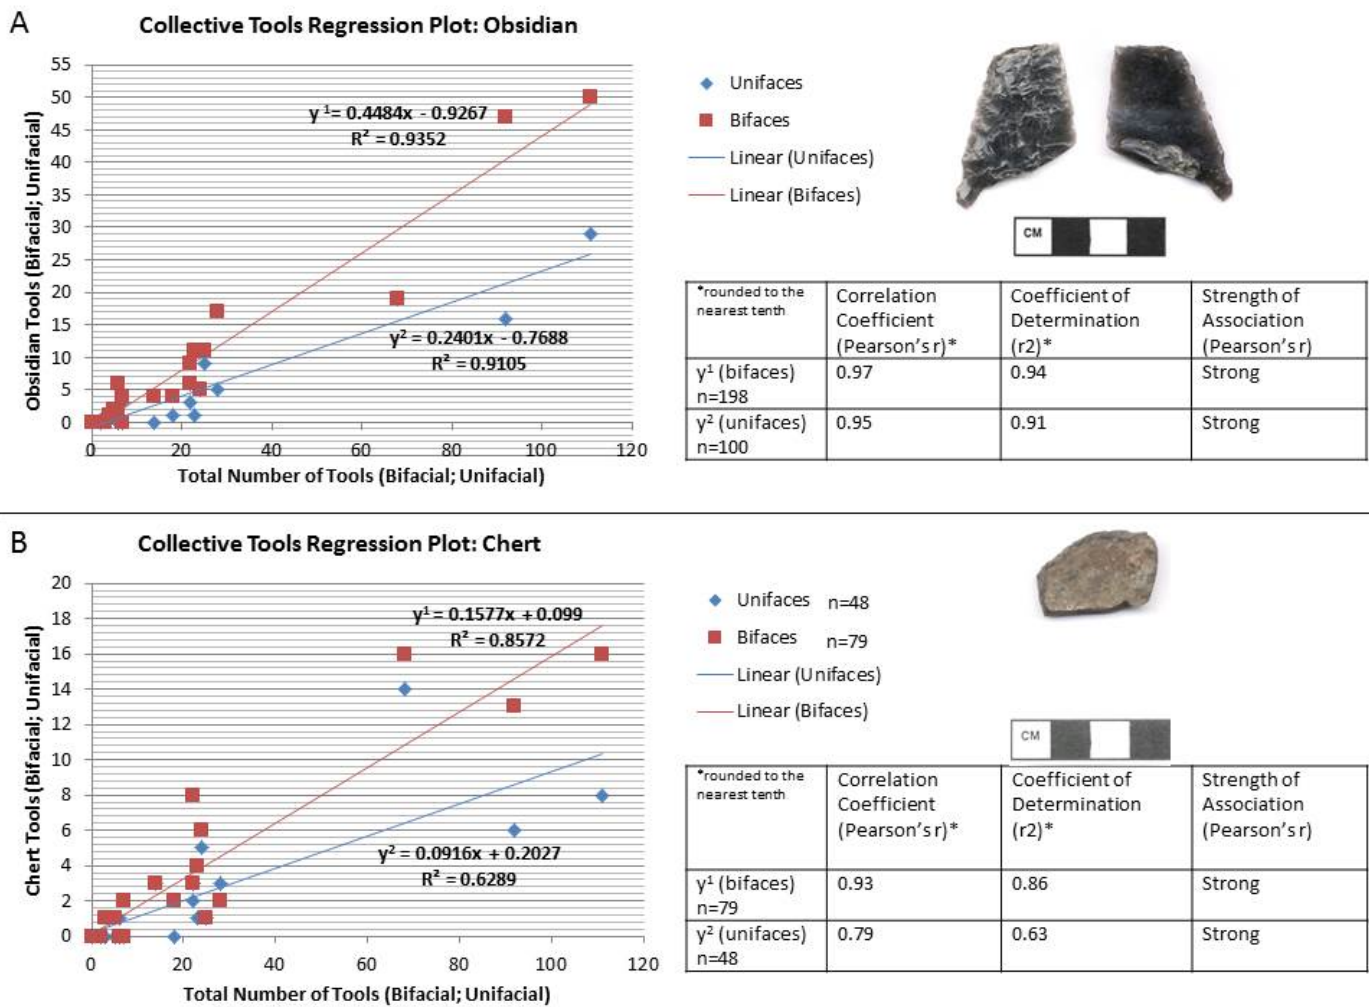 A
Collective Tools Regression Plot: Obsidian
Obsidian Tools (Bifacial; Unifacial)
55
50
45
40
35
30
25
20
15
10
5
0
y¹= 0.4484x - 0.9267
R² = 0.9352
y² = 0.2401x - 0.7688
R² = 0.9105
0 20 40 60 80 100 120
Total Number of Tools (Bifacial; Unifacial)
Unifaces
Bifaces
Linear (Unifaces)
Linear (Bifaces)
CM
*rounded to the
nearest tenth
Correlation
Coefficient
(Pearson's r)*
Coefficient of
Determination
(r2)*
Strength of
Association
(Pearson's r)
y¹ (bifaces)
n=198
0.97
0.94
Strong
y² (unifaces)
n=100
0.95
0.91
Strong
B
Collective Tools Regression Plot: Chert
Chert Tools (Bifacial; Unifacial)
20
18
16
14
12
10
8
6
4
2
0
y¹ = 0.1577x + 0.099
R² = 0.8572
y² = 0.0916x + 0.2027
R² = 0.6289
0 20 40 60 80 100 120
Total Number of Tools (Bifacial; Unifacial)
Unifaces n=48
Bifaces n=79
Linear (Unifaces)
Linear (Bifaces)
CM
*rounded to the
nearest tenth
Correlation
Coefficient
(Pearson's r)*
Coefficient of
Determination
(r2)*
Strength of
Association
(Pearson's r)
y¹ (bifaces)
n=79
0.93
0.86
Strong
y² (unifaces)
n=48
0.79
0.63
Strong